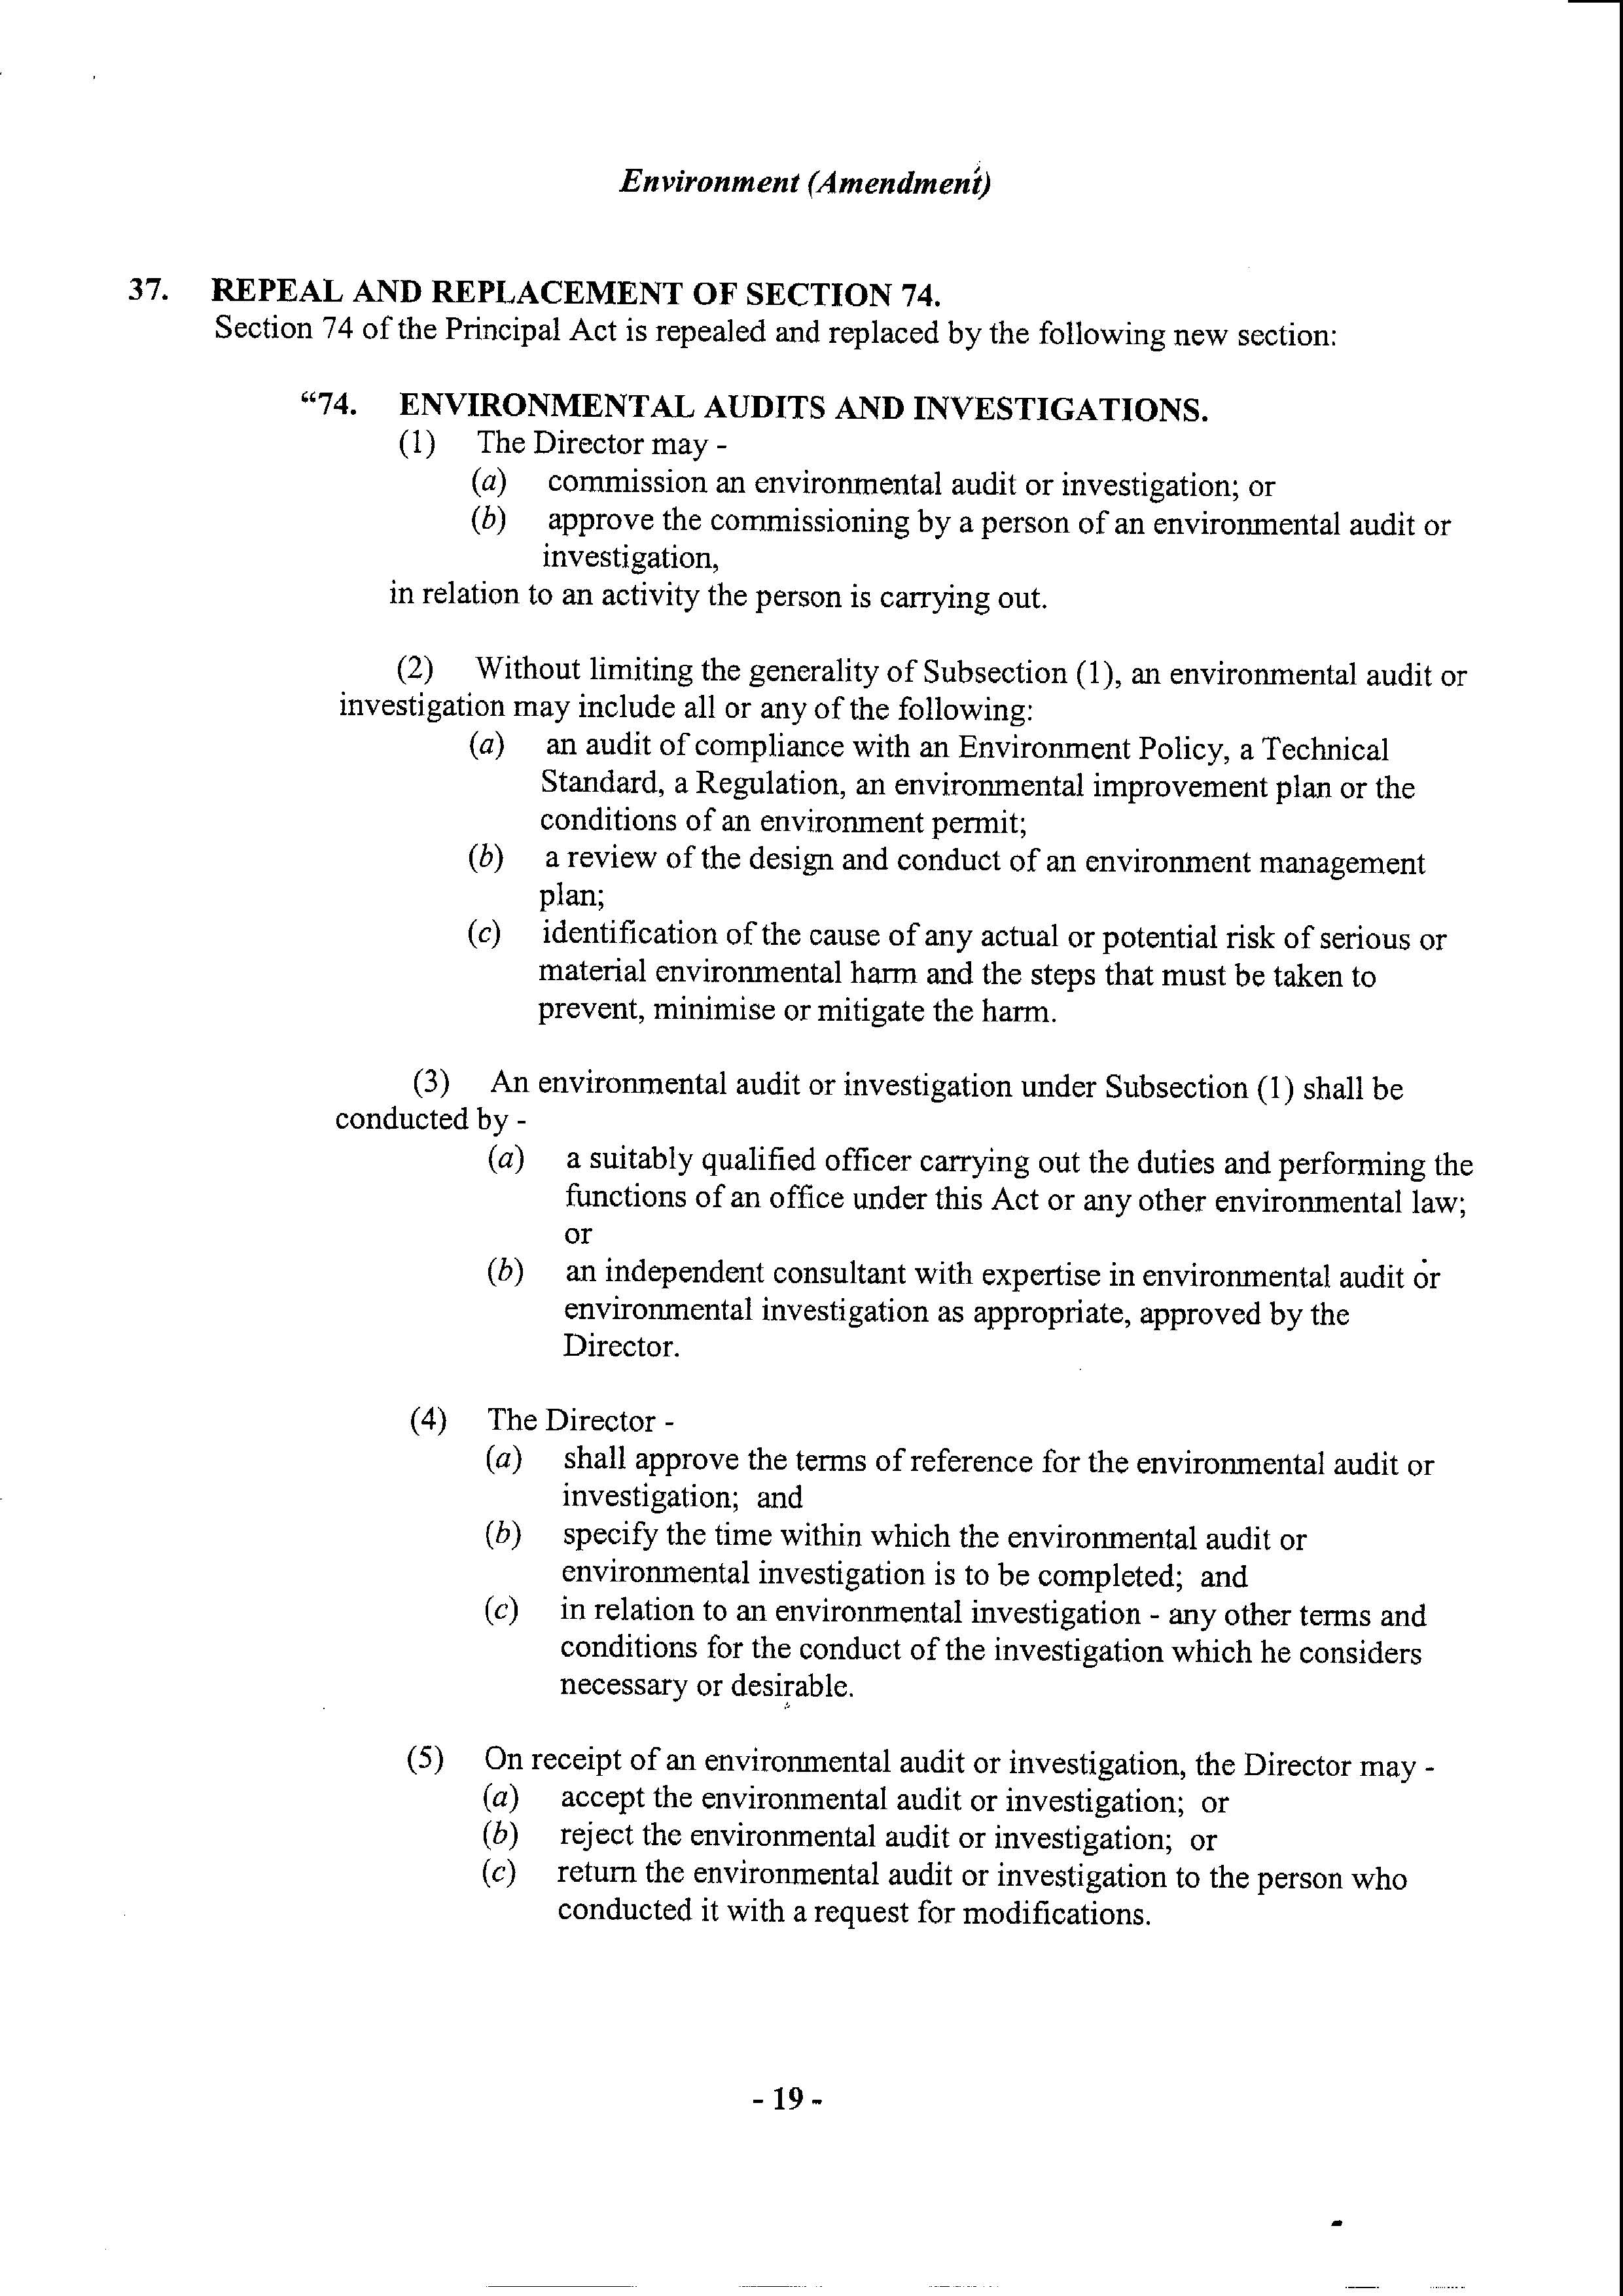 Environment (Amendment)
37. REPEAL AND REPLACEMENT OF SECTION 74.
Section 74 of the Principal Act is repealed and replaced by the following new section:
“74. ENVIRONMENTAL AUDITS AND INVESTIGATIONS.
(1) The Director may -
(a) commission an environmental audit or investigation; or
(b) approve the commissioning by a person of an environmental audit or
investigation,
in relation to an activity the person is carrying out.
(2) Without limiting the generality of Subsection (1), an environmental audit or
investigation may include all or any of the following:
(a) an audit of compliance with an Environment Policy, a Technical
Standard, a Regulation, an environmental improvement plan or the
conditions of an environment permit;
(b) a review of the design and conduct of an environment management
plan;
(c) identification of the cause of any actual or potential risk of serious or
material environmental harm and the steps that must be taken to
prevent, minimise or mitigate the harm.
(3) An environmental audit or investigation under Subsection (1) shall be
conducted by -
(a) a suitably qualified officer carrying out the duties and performing the
functions of an office under this Act or any other environmental law;
or
(b) an independent consultant with expertise in environmental audit or
environmental investigation as appropriate, approved by the
Director.
(4) The Director -
(a) shall approve the terms of reference for the environmental audit or
investigation; and
(b) specify the time within which the environmental audit or
environmental investigation is to be completed; and
(c) in relation to an environmental investigation - any other terms and
conditions for the conduct of the investigation which he considers
necessary or desirable.
(5) On receipt of an environmental audit or investigation, the Director may -
(a) accept the environmental audit or investigation; or
(b) reject the environmental audit or investigation; or
(c) return the environmental audit or investigation to the person who
conducted it with a request for modifications.
- 19 -